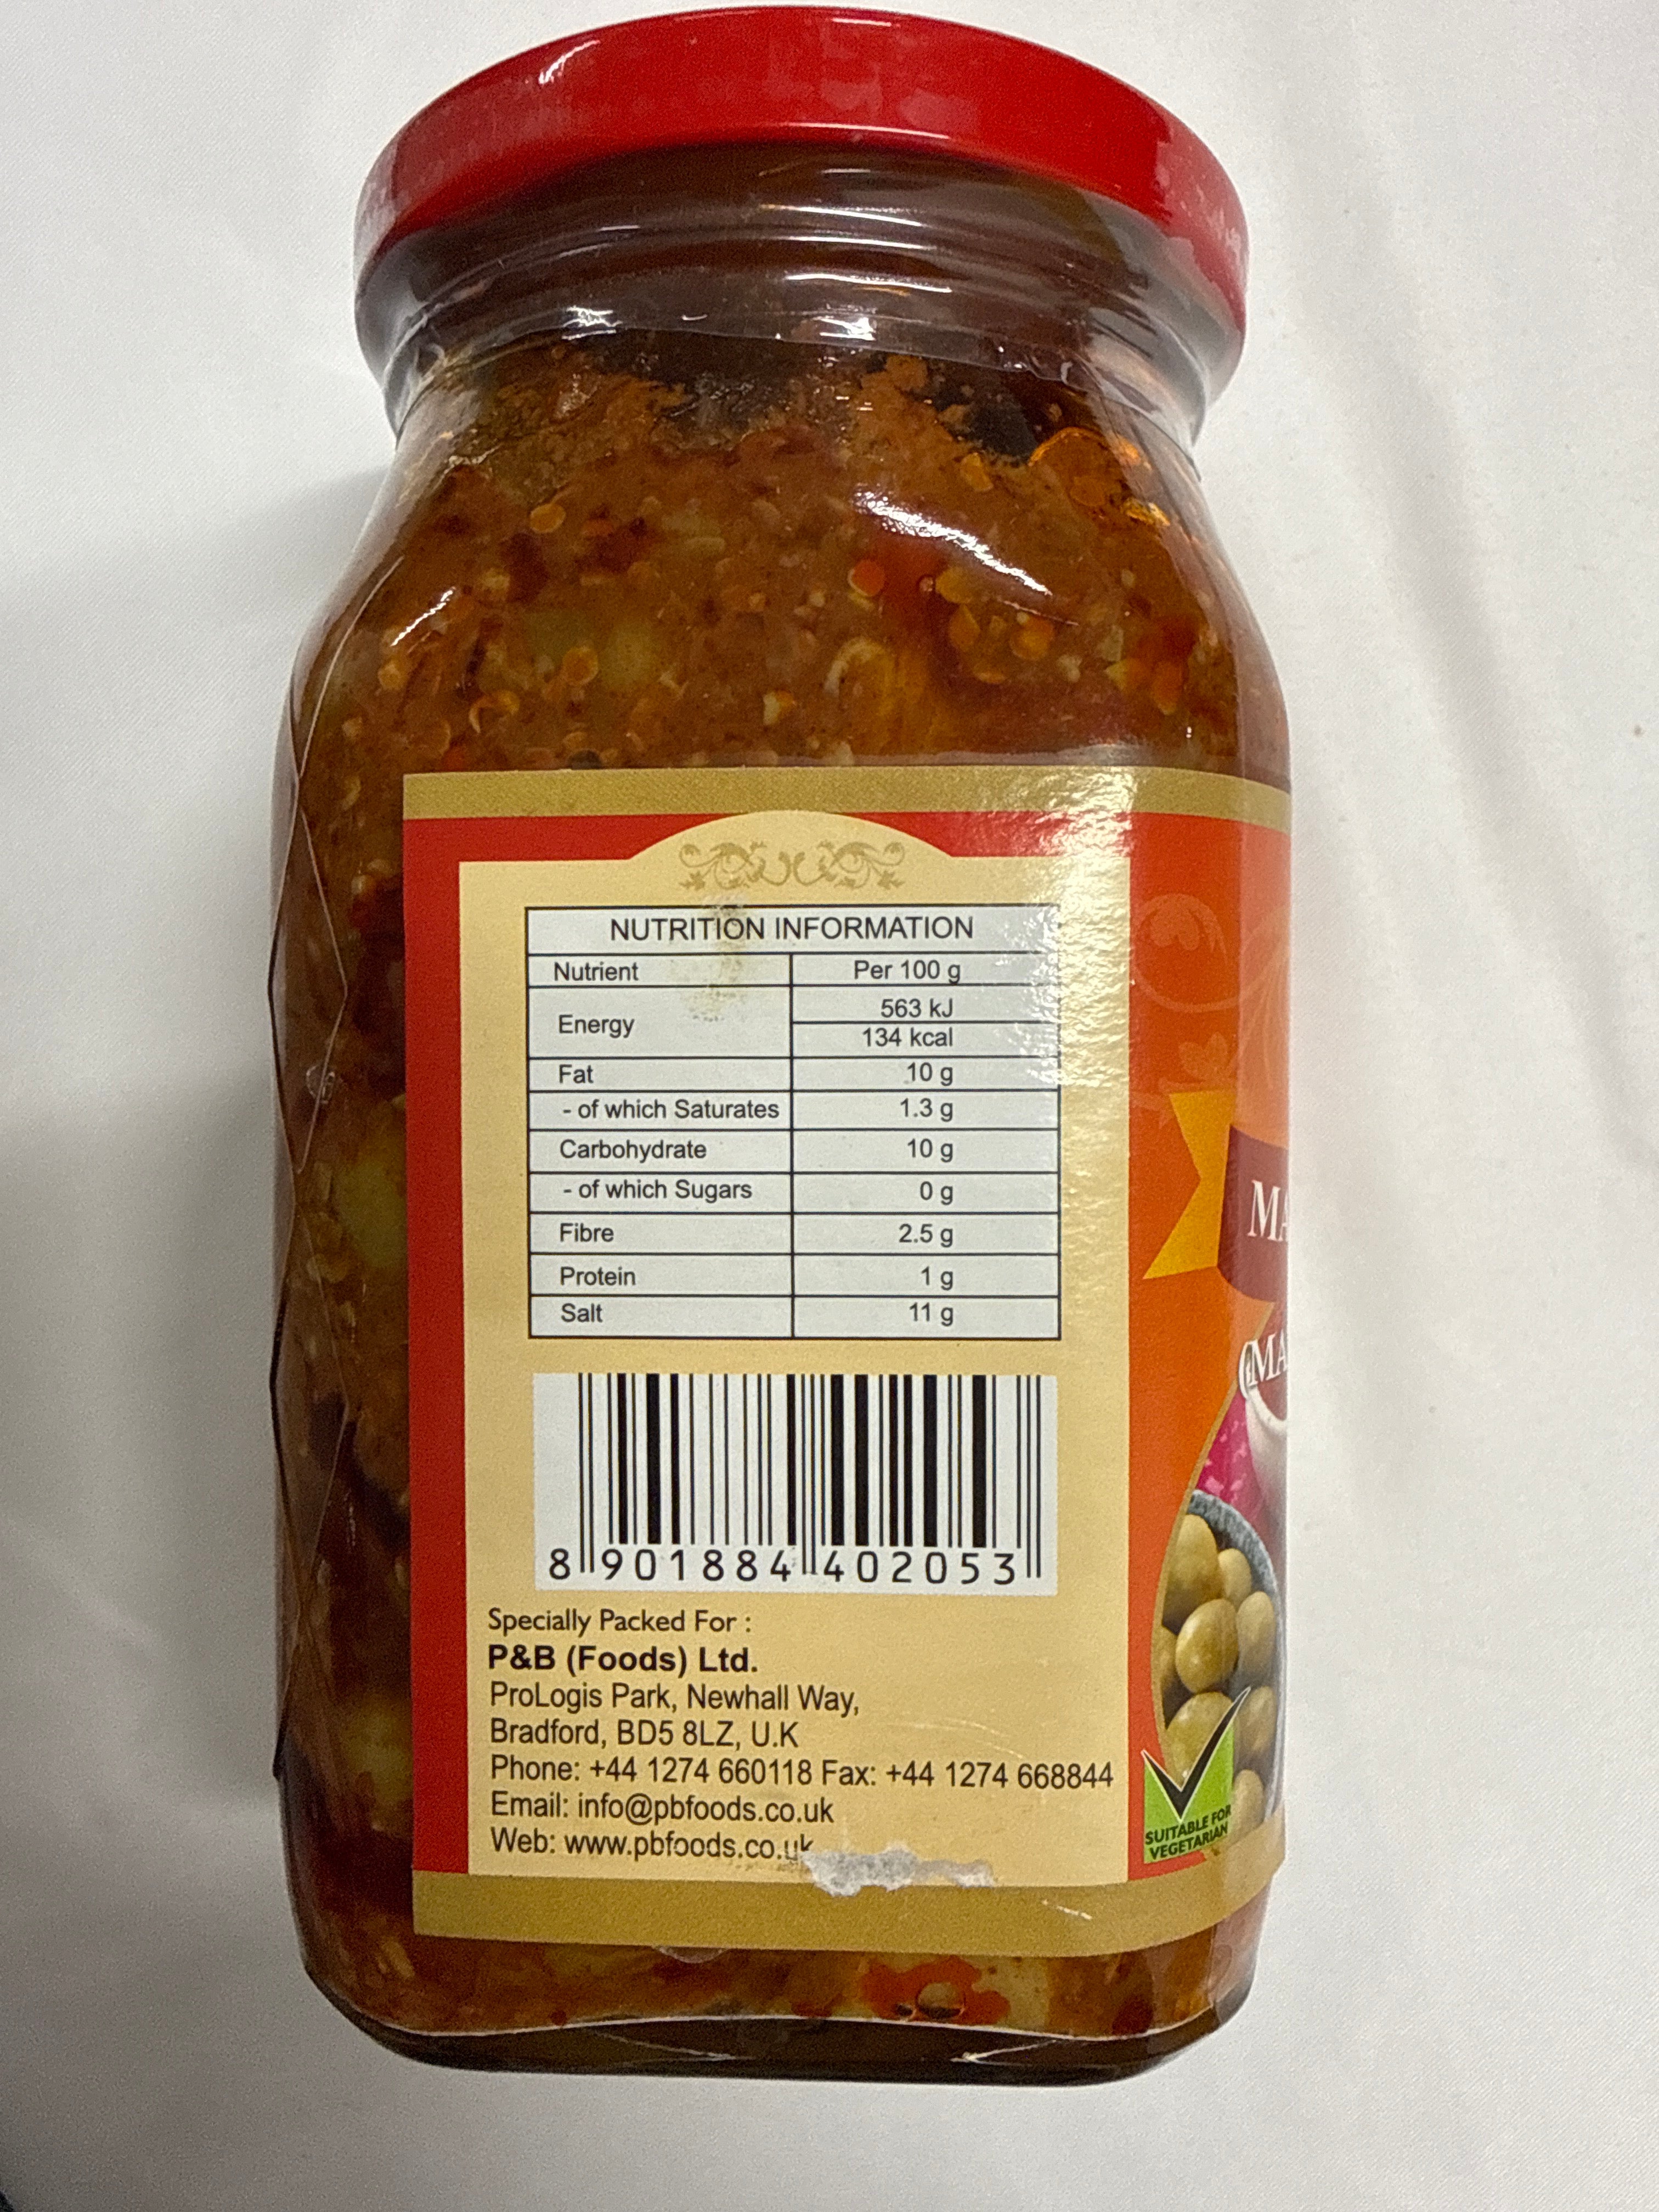 NUTRITION INFORMATION
Nutrient Per 100 g
Energy 563 kJ
134 kcal
Fat 10 g
- of which Saturates 1.3 g
Carbohydrate 10 g
- of which Sugars 0 g
Fibre 2.5 g
Protein 1 g
Salt 11 g
8 901884 402053
Specially Packed For :
P&B (Foods) Ltd.
ProLogis Park, Newhall Way,
Bradford, BD5 8LZ, U.K
Phone: +44 1274 660118 Fax: +44 1274 668844
Email: info@pbfoods.co.uk
Web: www.pbfoods.co.uk
SUITABLE FOR
VEGETARIAN